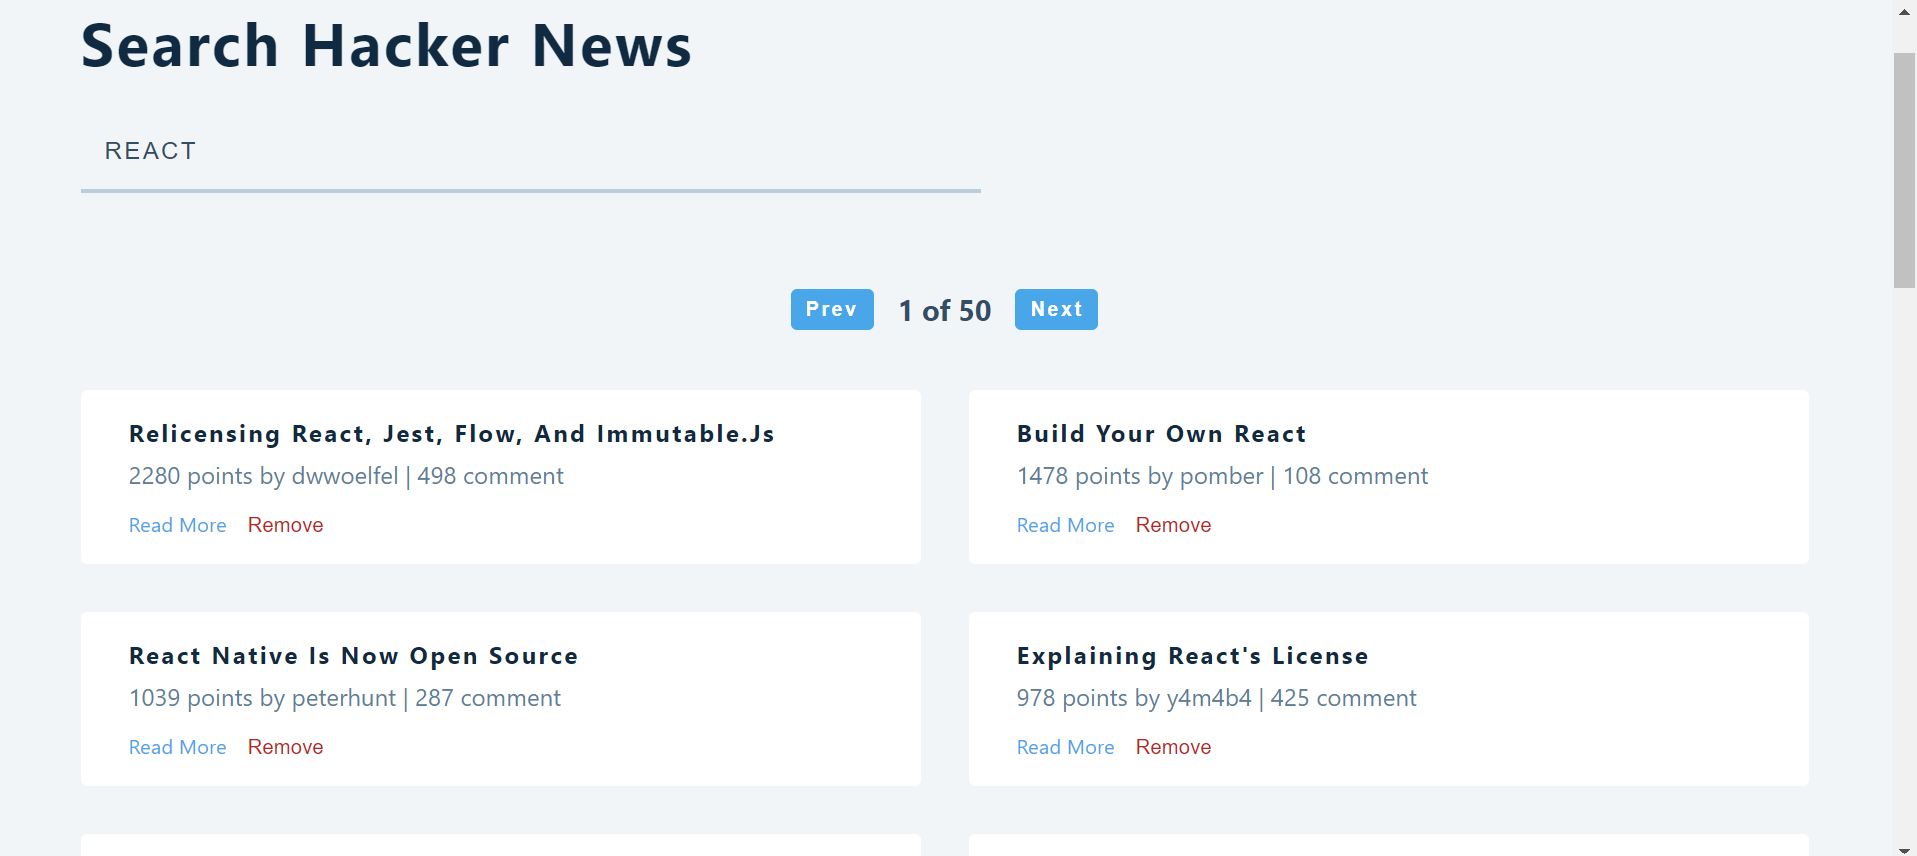 Search Hacker News
REACT
Prev 1 of 50 Next
Relicensing React, Jest, Flow, And Immutable.Js
2280 points by dwwoelfel | 498 comment
Read More Remove
Build Your Own React
1478 points by pomber | 108 comment
Read More Remove
React Native Is Now Open Source
1039 points by peterhunt | 287 comment
Read More Remove
Explaining React's License
978 points by y4m4b4 | 425 comment
Read More Remove